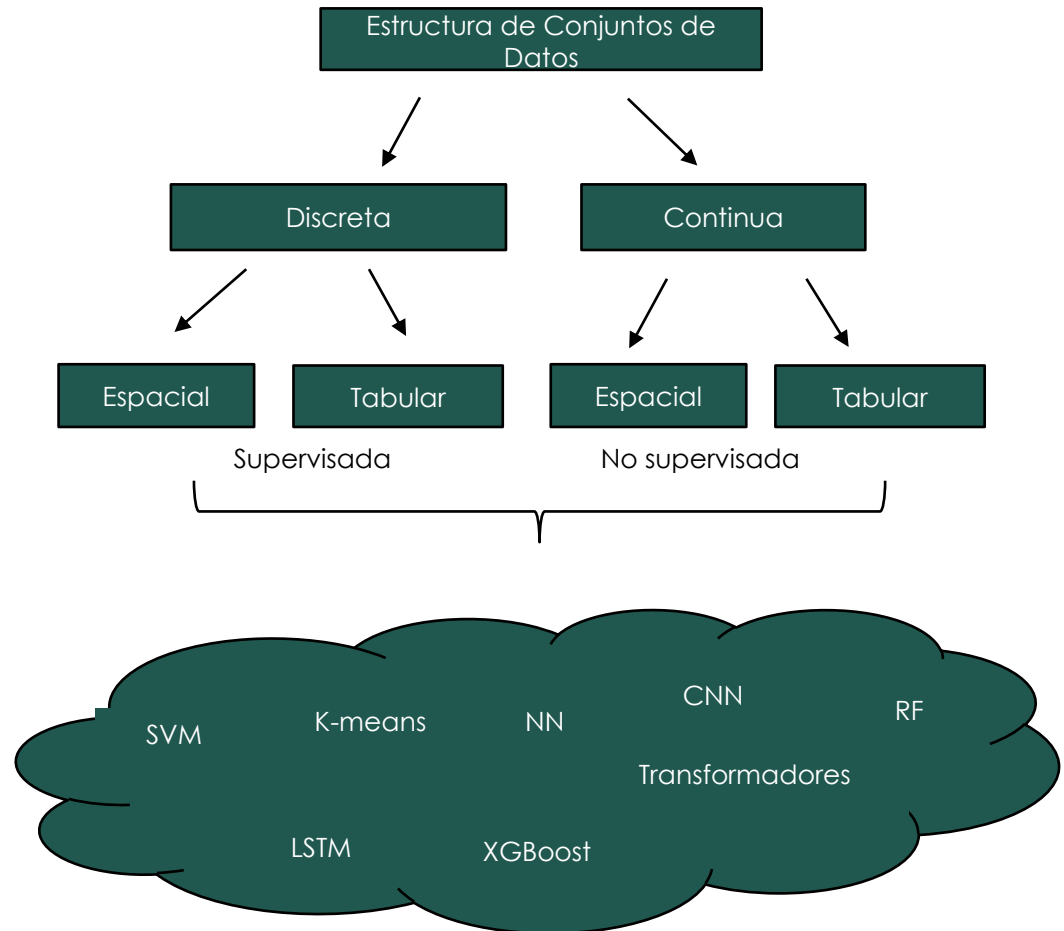 Estructura de Conjuntos de
Datos
Discreta
Continua
Espacial
Tabular
Espacial
Tabular
Supervisada
No supervisada
SVM
K-means
NN
CNN
RF
Transformadores
LSTM
XGBoost